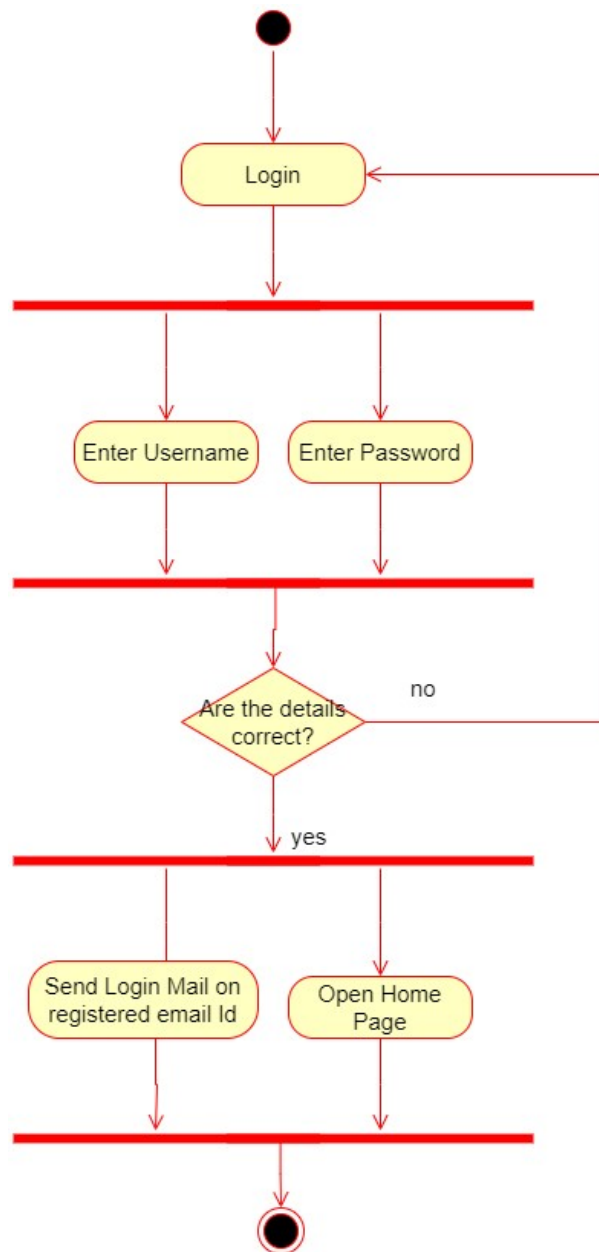 Login
Enter Username
Enter Password
Are the details
correct?
no
yes
Send Login Mail on
registered email Id
Open Home
Page